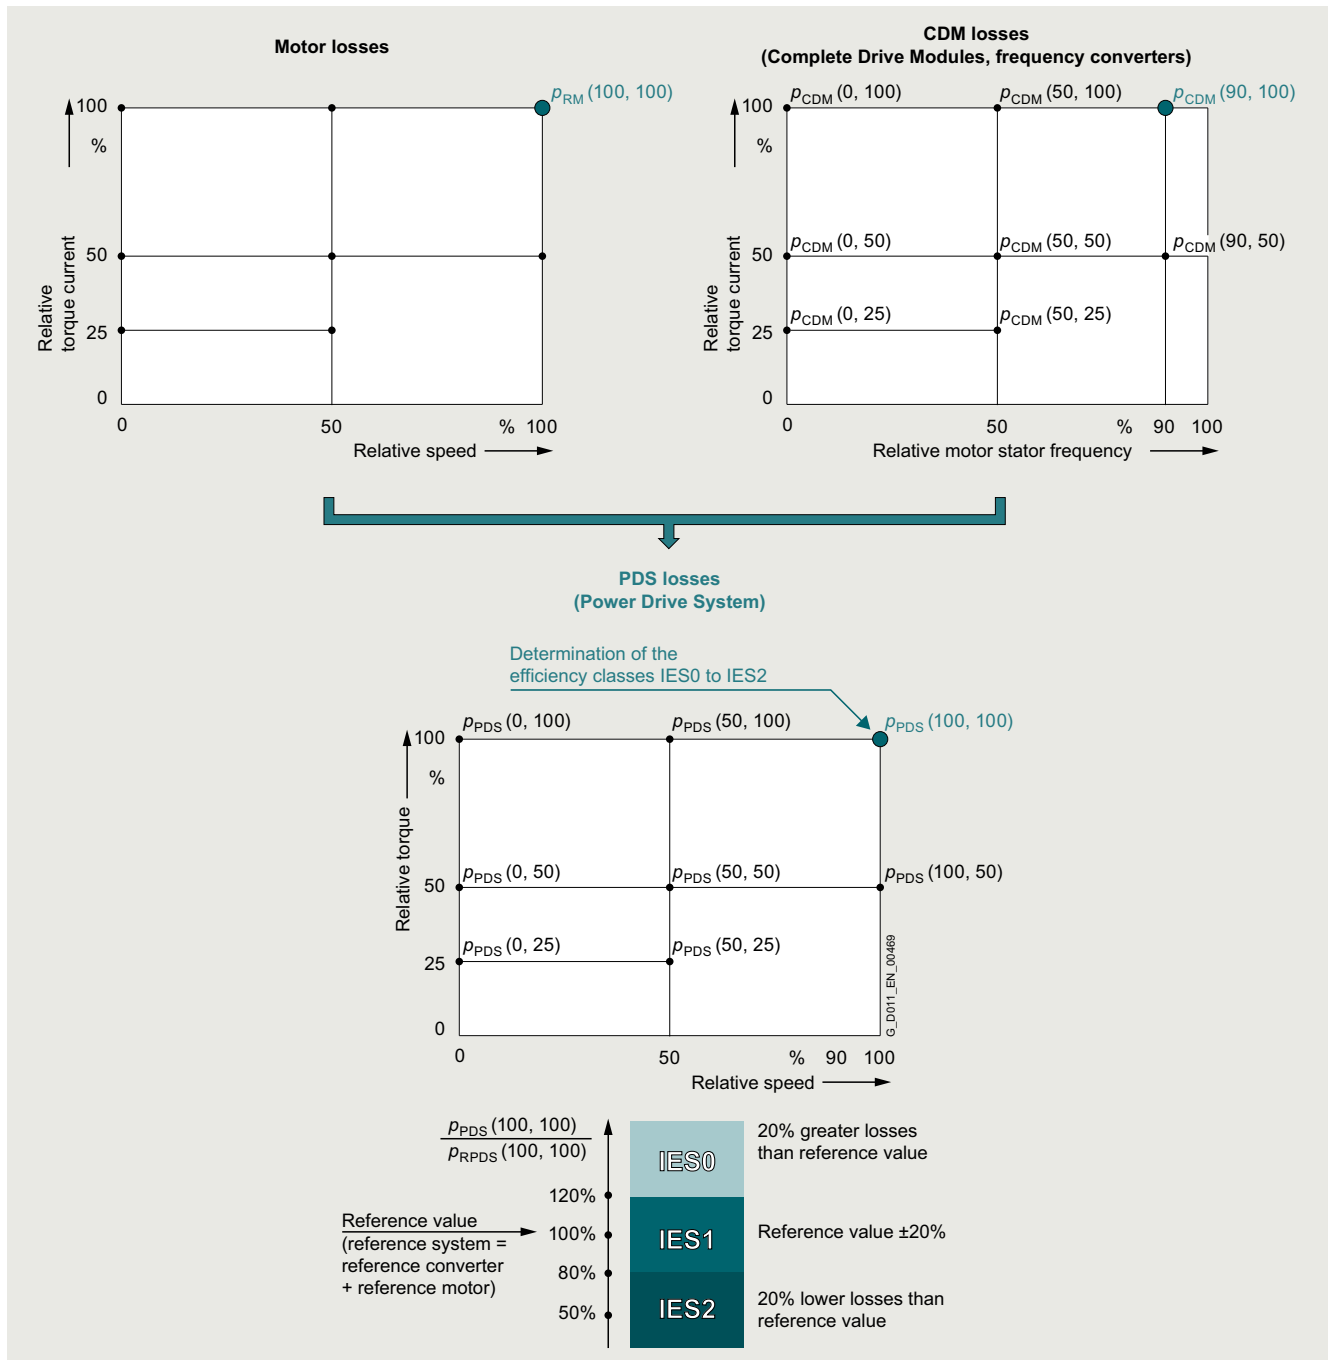 Motor losses
p_RM (100, 100)
100
%
50
25
0
Relative
torque current
0 50 % 100
Relative speed
CDM losses
(Complete Drive Modules, frequency converters)
p_CDM (0, 100) p_CDM (50, 100) p_CDM (90, 100)
100
%
p_CDM (0, 50) p_CDM (50, 50) p_CDM (90, 50)
50
p_CDM (0, 25) p_CDM (50, 25)
25
0
Relative
torque current
0 50 % 90 100
Relative motor stator frequency
PDS losses
(Power Drive System)
Determination of the
efficiency classes IES0 to IES2
p_PDS (0, 100) p_PDS (50, 100) p_PDS (100, 100)
100
%
p_PDS (0, 50) p_PDS (50, 50) p_PDS (100, 50)
50
p_PDS (0, 25) p_PDS (50, 25)
25
0
Relative torque
G_D011_EN_00469
0 50 % 90 100
Relative speed
p_PDS (100, 100)
p_RPDS (100, 100)
IES0
20% greater losses
than reference value
120%
Reference value
(reference system =
reference converter
+ reference motor)
100%
IES1
Reference value ±20%
80%
50%
IES2
20% lower losses than
reference value